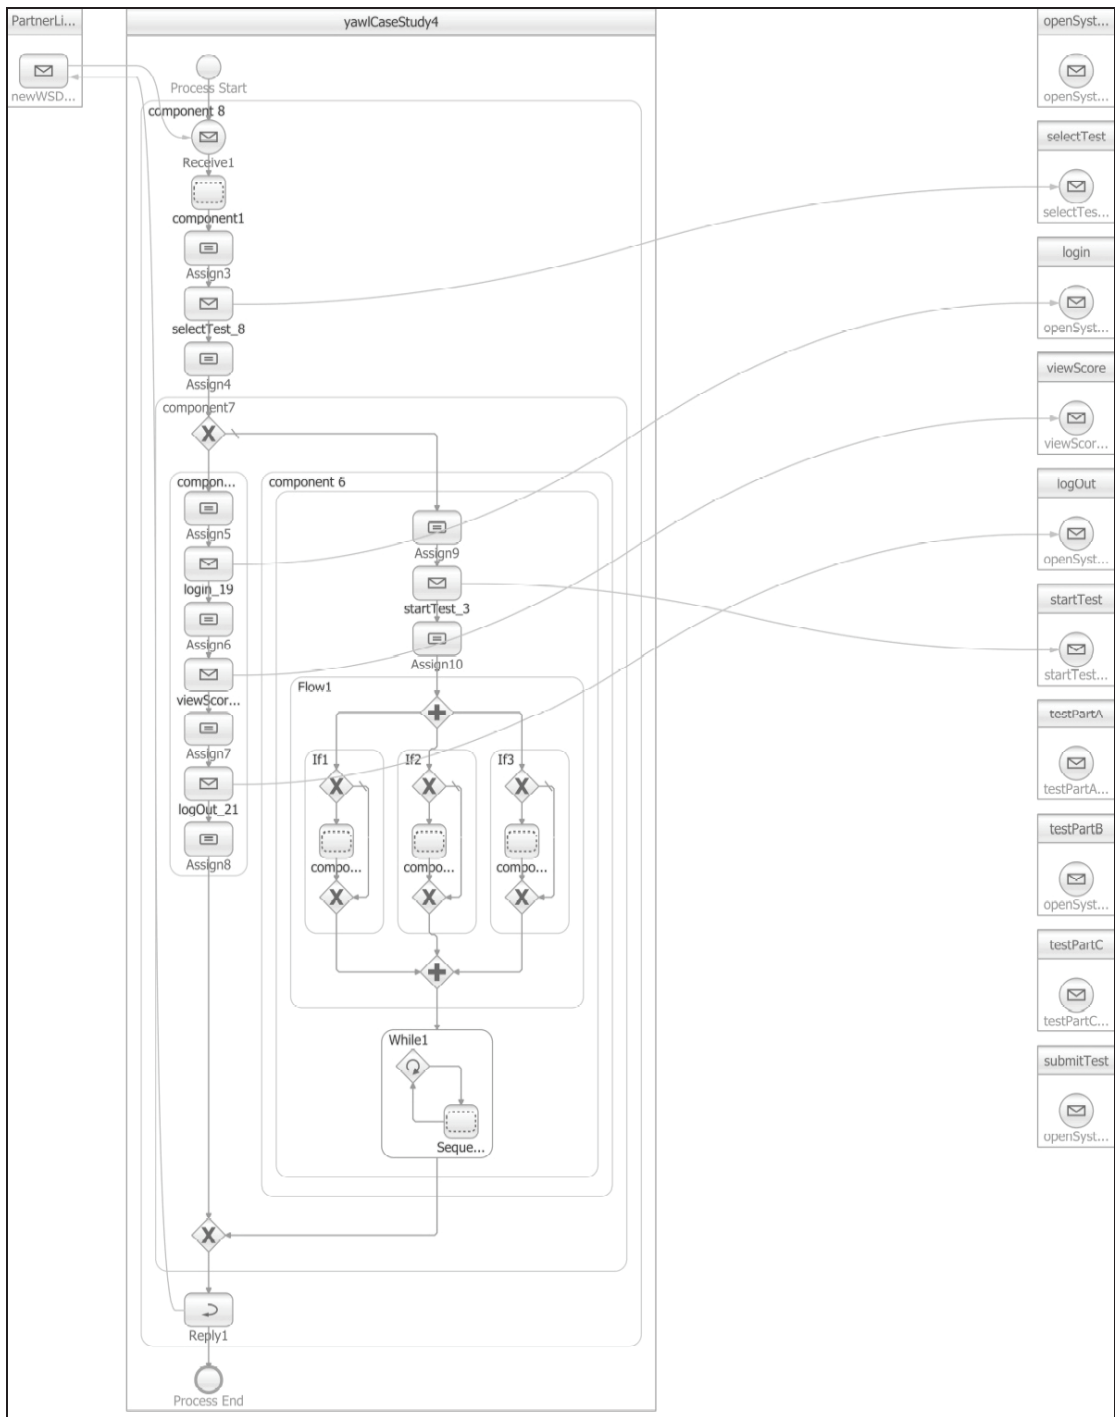 PartnerLi...
newWSD...
yawlCaseStudy4
Process Start
component 8
Receive1
component1
Assign3
selectTest_8
Assign4
component7
compon...
Assign5
login_19
Assign6
viewScor...
Assign7
logOut_21
Assign8
component 6
Assign9
startTest_3
Assign10
Flow1
If1
compo...
If2
compo...
If3
compo...
While1
Seque...
Reply1
Process End
openSyst...
openSyst...
selectTest
selectTes...
login
openSyst...
viewScore
viewScor...
logOut
openSyst...
startTest
startTest...
testPartA
testPartA...
testPartB
openSyst...
testPartC
testPartC...
submitTest
openSyst...